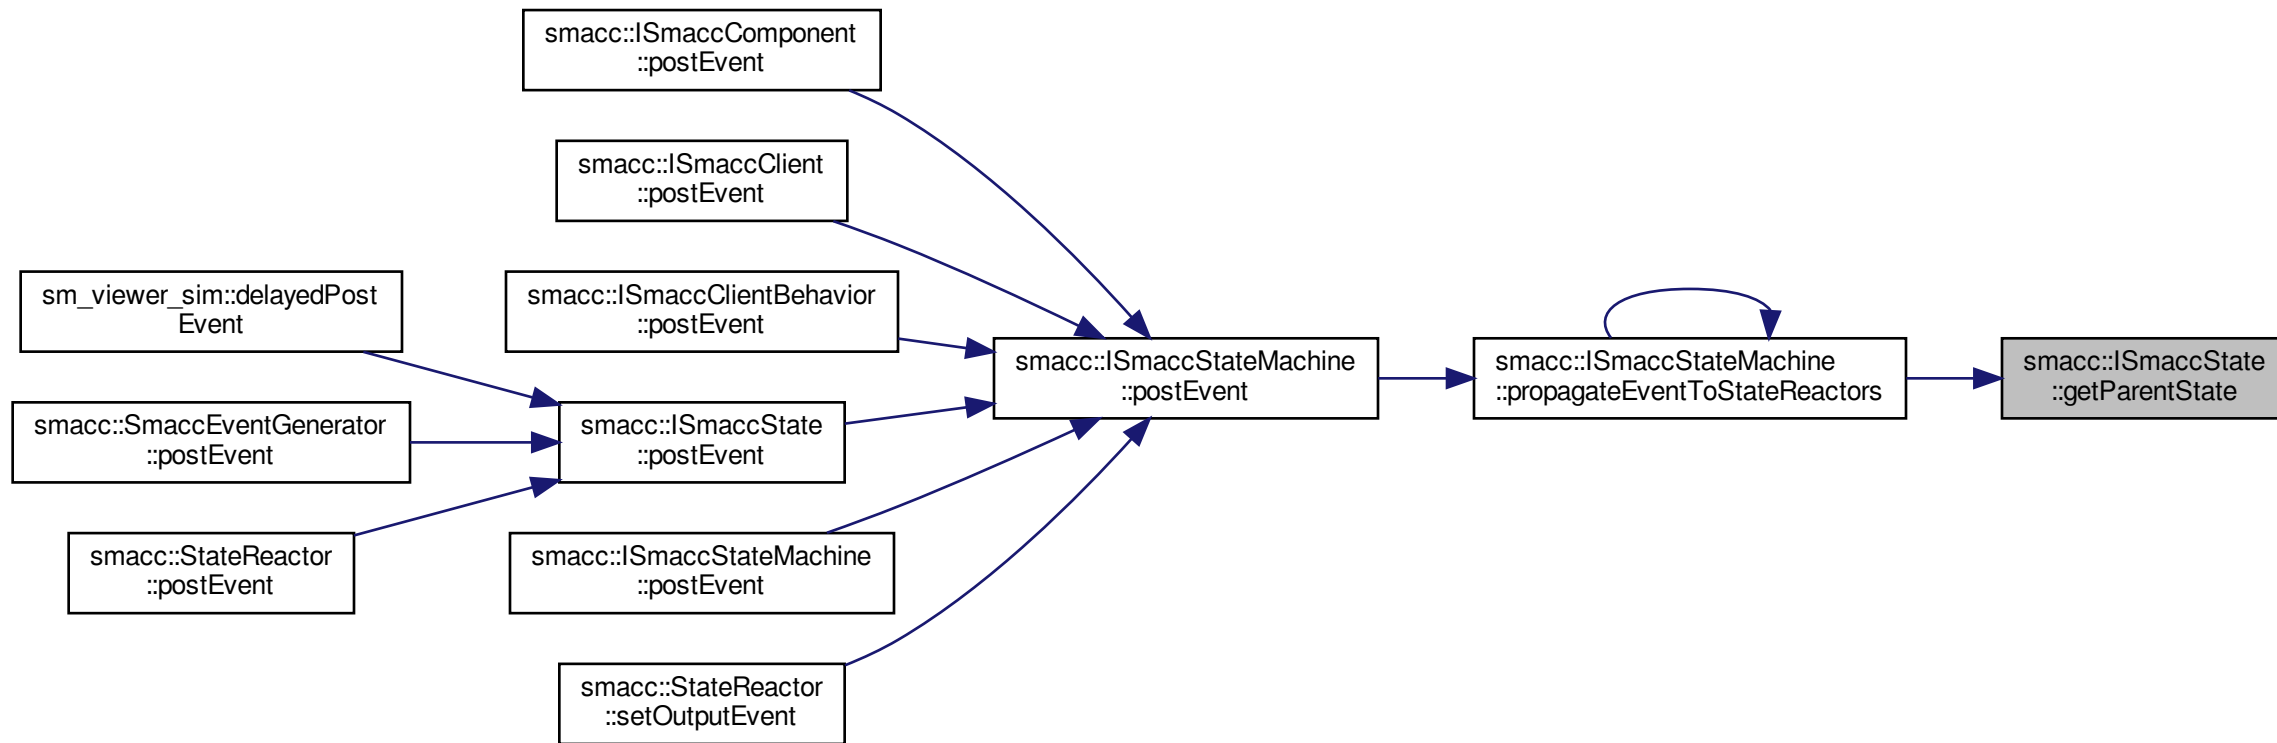 smacc::ISmaccComponent
::postEvent
smacc::ISmaccClient
::postEvent
sm_viewer_sim::delayedPost
Event
smacc::ISmaccClientBehavior
::postEvent
smacc::ISmaccStateMachine
::postEvent
smacc::ISmaccStateMachine
::propagateEventToStateReactors
smacc::ISmaccState
::getParentState
smacc::SmaccEventGenerator
::postEvent
smacc::ISmaccState
::postEvent
smacc::StateReactor
::postEvent
smacc::ISmaccStateMachine
::postEvent
smacc::StateReactor
::setOutputEvent